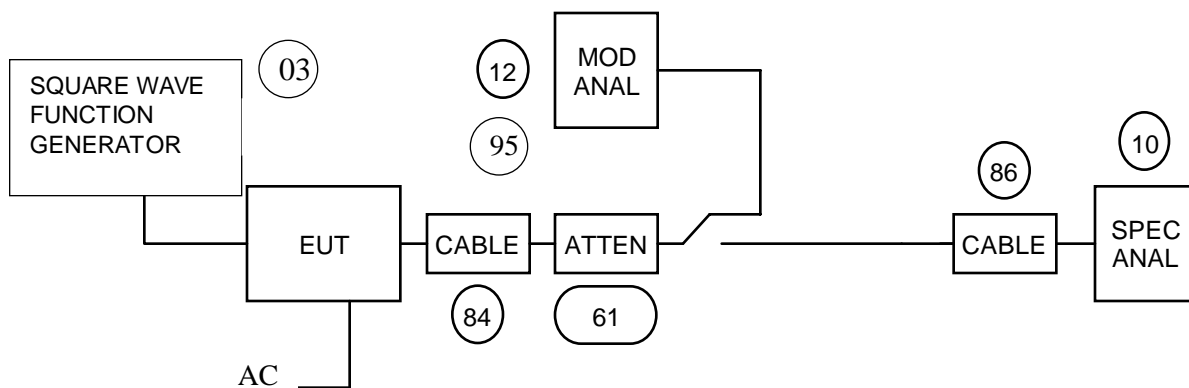 SQUARE WAVE
FUNCTION
GENERATOR
03
12
MOD
ANAL
95
86
10
EUT
CABLE
ATTEN
CABLE
SPEC
ANAL
84
61
AC